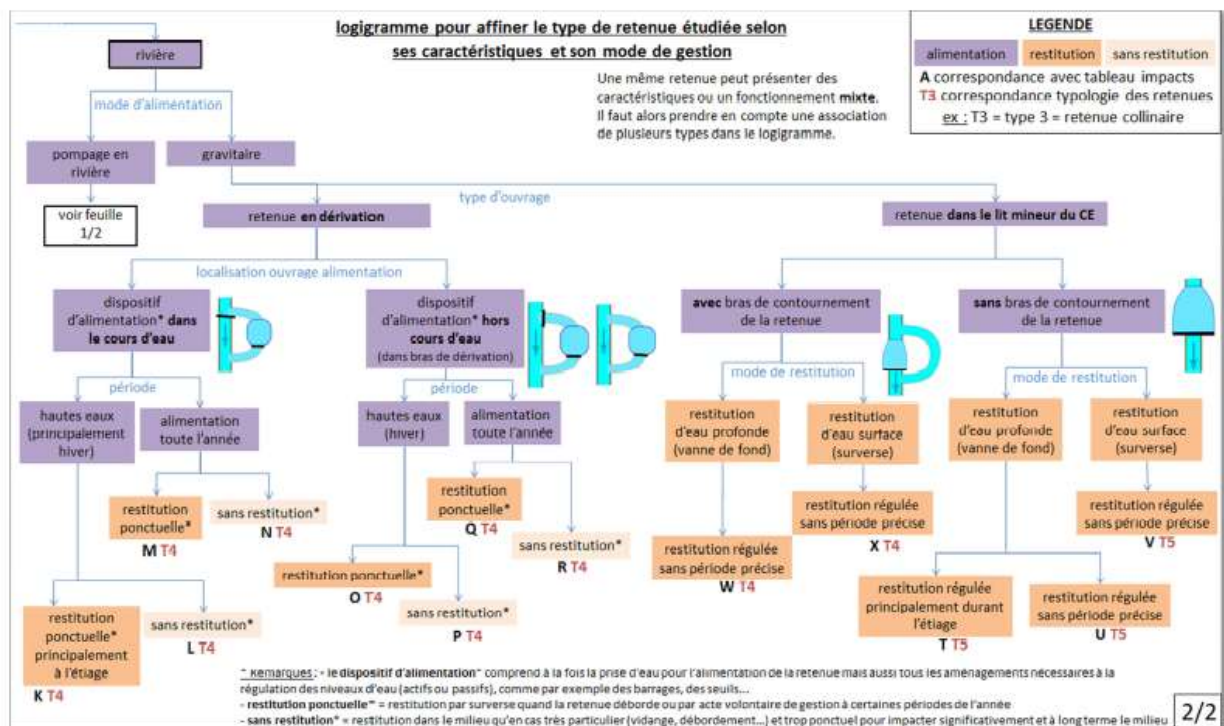 logigramme pour affiner le type de retenue étudiée selon
ses caractéristiques et son mode de gestion
Une même retenue peut présenter des
caractéristiques ou un fonctionnement mixte.
Il faut alors prendre en compte une association
de plusieurs types dans le logigramme.
LEGENDE
alimentation
restitution
sans restitution
A correspondance avec tableau impacts
T3 correspondance typologie des retenues
ex : T3 = type 3 = retenue collinaire
rivière
mode d'alimentation
pompage en
rivière
gravitaire
voir feuille
1/2
type d'ouvrage
retenue en dérivation
retenue dans le lit mineur du CE
localisation ouvrage alimentation
dispositif
d'alimentation* dans
le cours d'eau
dispositif
d'alimentation* hors
cours d'eau
(dans bras de dérivation)
avec bras de contournement
de la retenue
sans bras de contournement
de la retenue
période
période
mode de restitution
mode de restitution
hautes eaux
(principalement
hiver)
alimentation
toute l'année
hautes eaux
(hiver)
alimentation
toute l'année
restitution
d'eau profonde
(vanne de fond)
restitution
d'eau surface
(surverse)
restitution
d'eau profonde
(vanne de fond)
restitution
d'eau surface
(surverse)
restitution
ponctuelle*
M T4
sans restitution*
N T4
restitution
ponctuelle*
Q T4
sans restitution*
R T4
restitution régulée
sans période précise
W T4
restitution régulée
sans période précise
X T4
restitution régulée
sans période précise
V T5
restitution
ponctuelle*
principalement
à l'étiage
K T4
sans restitution*
L T4
restitution ponctuelle*
O T4
sans restitution*
P T4
restitution régulée
principalement durant
l'étiage
T T5
restitution régulée
sans période précise
U T5
* Remarques : - le dispositif d'alimentation* comprend à la fois la prise d'eau pour l'alimentation de la retenue mais aussi tous les aménagements nécessaires à la
régulation des niveaux d'eau (actifs ou passifs), comme par exemple des barrages, des seuils...
- restitution ponctuelle* = restitution par surverse quand la retenue déborde ou par acte volontaire de gestion à certaines périodes de l'année
- sans restitution* = restitution dans le milieu qu'en cas très particulier (vidange, débordement...) et trop ponctuel pour impacter significativement et à long terme le milieu
2/2